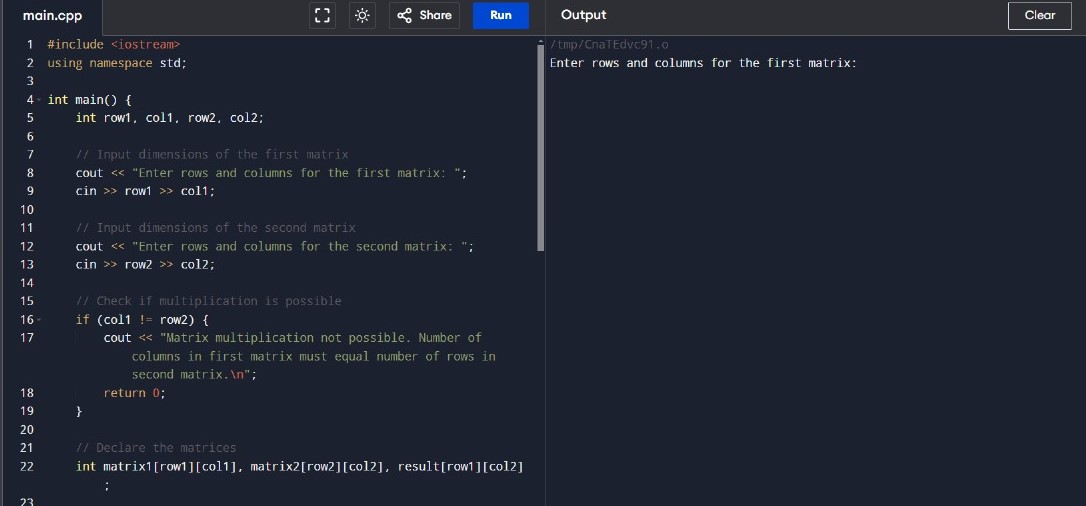 main.cpp
Share
Run
Output
Clear
1 #include <iostream>
2 using namespace std;
3
4 int main() {
5 int row1, col1, row2, col2;
6
7 // Input dimensions of the first matrix
8 cout << "Enter rows and columns for the first matrix: ";
9 cin >> row1 >> col1;
10
11 // Input dimensions of the second matrix
12 cout << "Enter rows and columns for the second matrix: ";
13 cin >> row2 >> col2;
14
15 // Check if multiplication is possible
16 if (col1 != row2) {
17 cout << "Matrix multiplication not possible. Number of
columns in first matrix must equal number of rows in
second matrix.\n";
18 return 0;
19 }
20
21 // Declare the matrices
22 int matrix1[row1][col1], matrix2[row2][col2], result[row1][col2]
;
23
/tmp/CnaTEdvc91.o
Enter rows and columns for the first matrix: